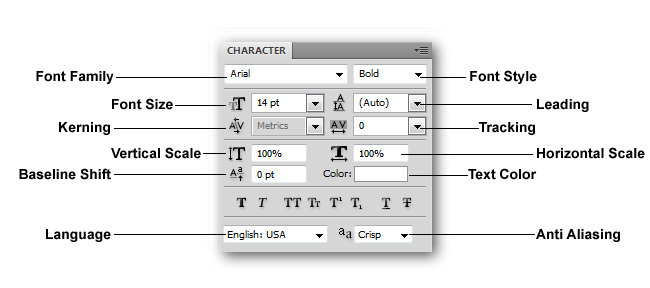 CHARACTER
Font Family Arial Bold Font Style
Font Size 14 pt (Auto) Leading
Kerning Metrics 0 Tracking
Vertical Scale 100% 100% Horizontal Scale
Baseline Shift 0 pt Color: Text Color
T T TT Tт T¹ T₁ T T
Language English: USA aa Crisp Anti Aliasing